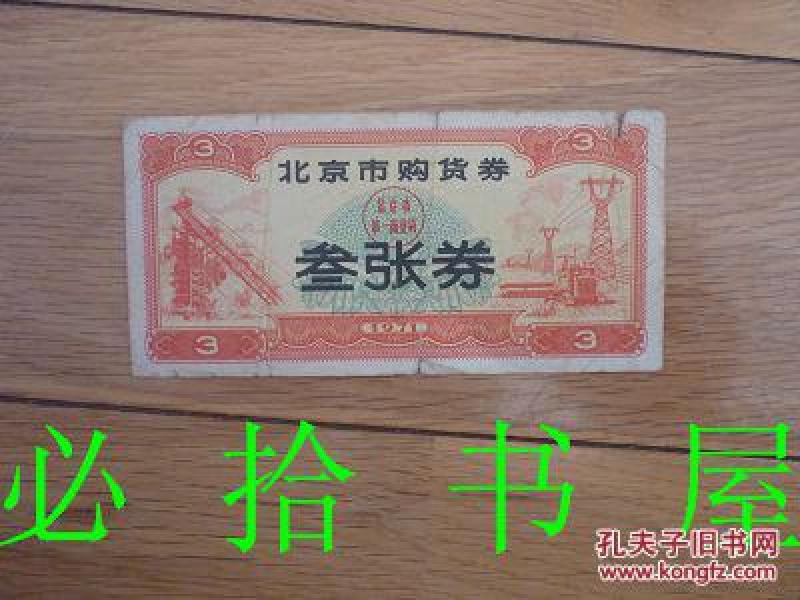 3 3
北京市购货券
叁张券
3 1971 3
必拾书屋
孔夫子旧书网
www.kongfz.com